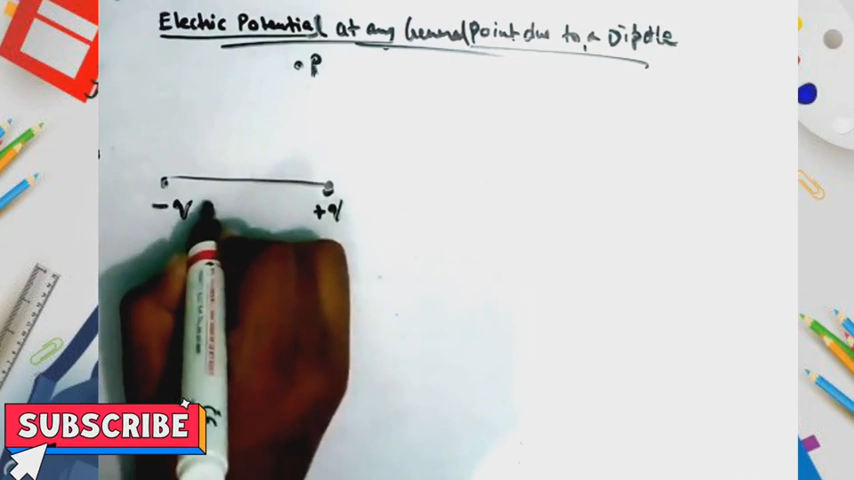 Electric Potential at any General Point due to a Dipole
• P
-q +q
SUBSCRIBE